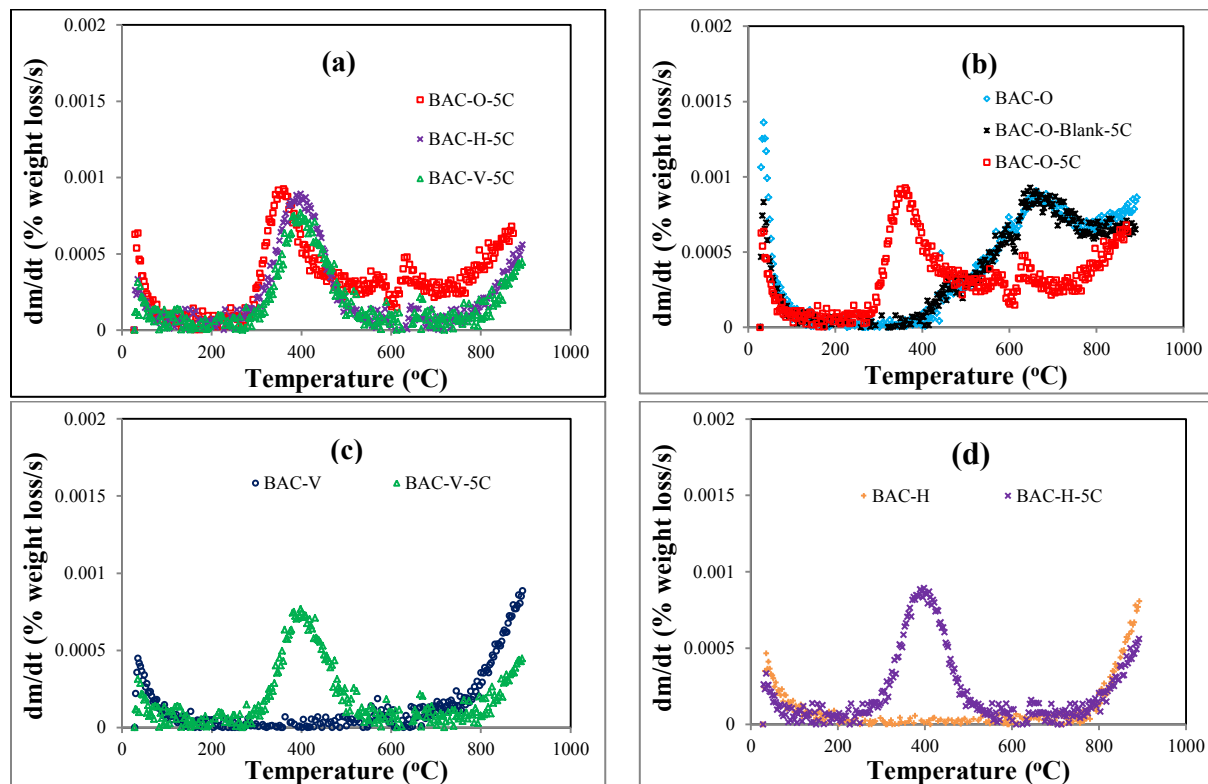 (a)
BAC-O-5C
BAC-H-5C
BAC-V-5C
dm/dt (% weight loss/s)
0.002
0.0015
0.001
0.0005
0
0 200 400 600 800 1000
Temperature (ºC)
(b)
BAC-O
BAC-O-Blank-5C
BAC-O-5C
dm/dt (% weight loss/s)
0.002
0.0015
0.001
0.0005
0
0 200 400 600 800 1000
Temperature (ºC)
(c)
BAC-V BAC-V-5C
dm/dt (% weight loss/s)
0.002
0.0015
0.001
0.0005
0
0 200 400 600 800 1000
Temperature (ºC)
(d)
BAC-H BAC-H-5C
dm/dt (% weight loss/s)
0.002
0.0015
0.001
0.0005
0
0 200 400 600 800 1000
Temperature (ºC)